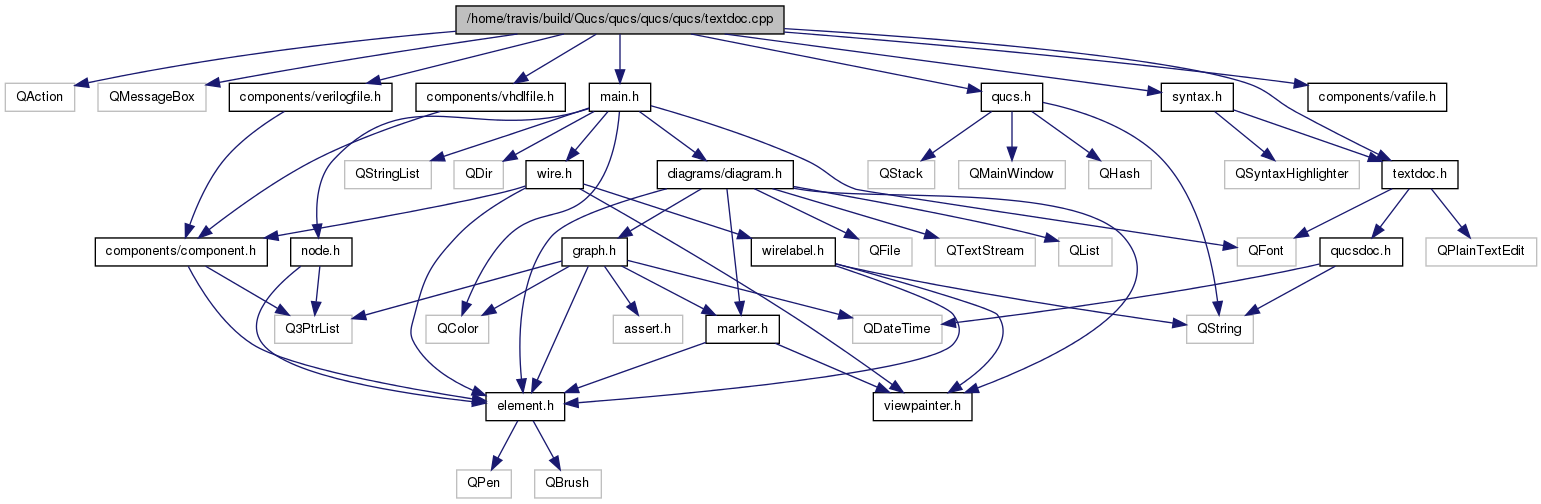 /home/travis/build/Qucs/qucs/qucs/qucs/textdoc.cpp
QAction
QMessageBox
components/verilogfile.h
components/vhdlfile.h
main.h
qucs.h
syntax.h
components/vafile.h
QStringList
QDir
wire.h
diagrams/diagram.h
QStack
QMainWindow
QHash
QSyntaxHighlighter
textdoc.h
components/component.h
node.h
graph.h
wirelabel.h
QFile
QTextStream
QList
QFont
qucsdoc.h
QPlainTextEdit
Q3PtrList
QColor
assert.h
marker.h
QDateTime
QString
element.h
viewpainter.h
QPen
QBrush